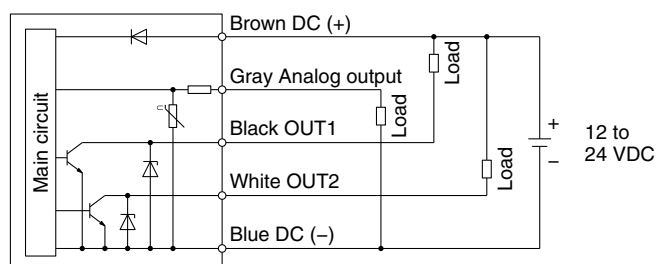 Brown DC (+)
Gray Analog output
Black OUT1
White OUT2
Blue DC (−)
Main circuit
Load
Load
Load
+
−
12 to
24 VDC